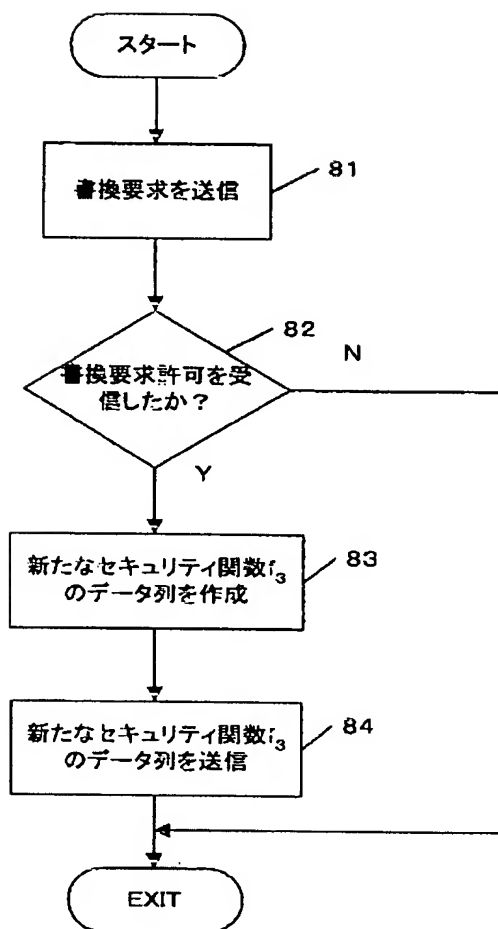 スタート
書換要求を送信
81
82
書換要求許可を受
信したか？
N
Y
新たなセキュリティ関数f₃
のデータ列を作成
83
新たなセキュリティ関数f₃
のデータ列を送信
84
EXIT